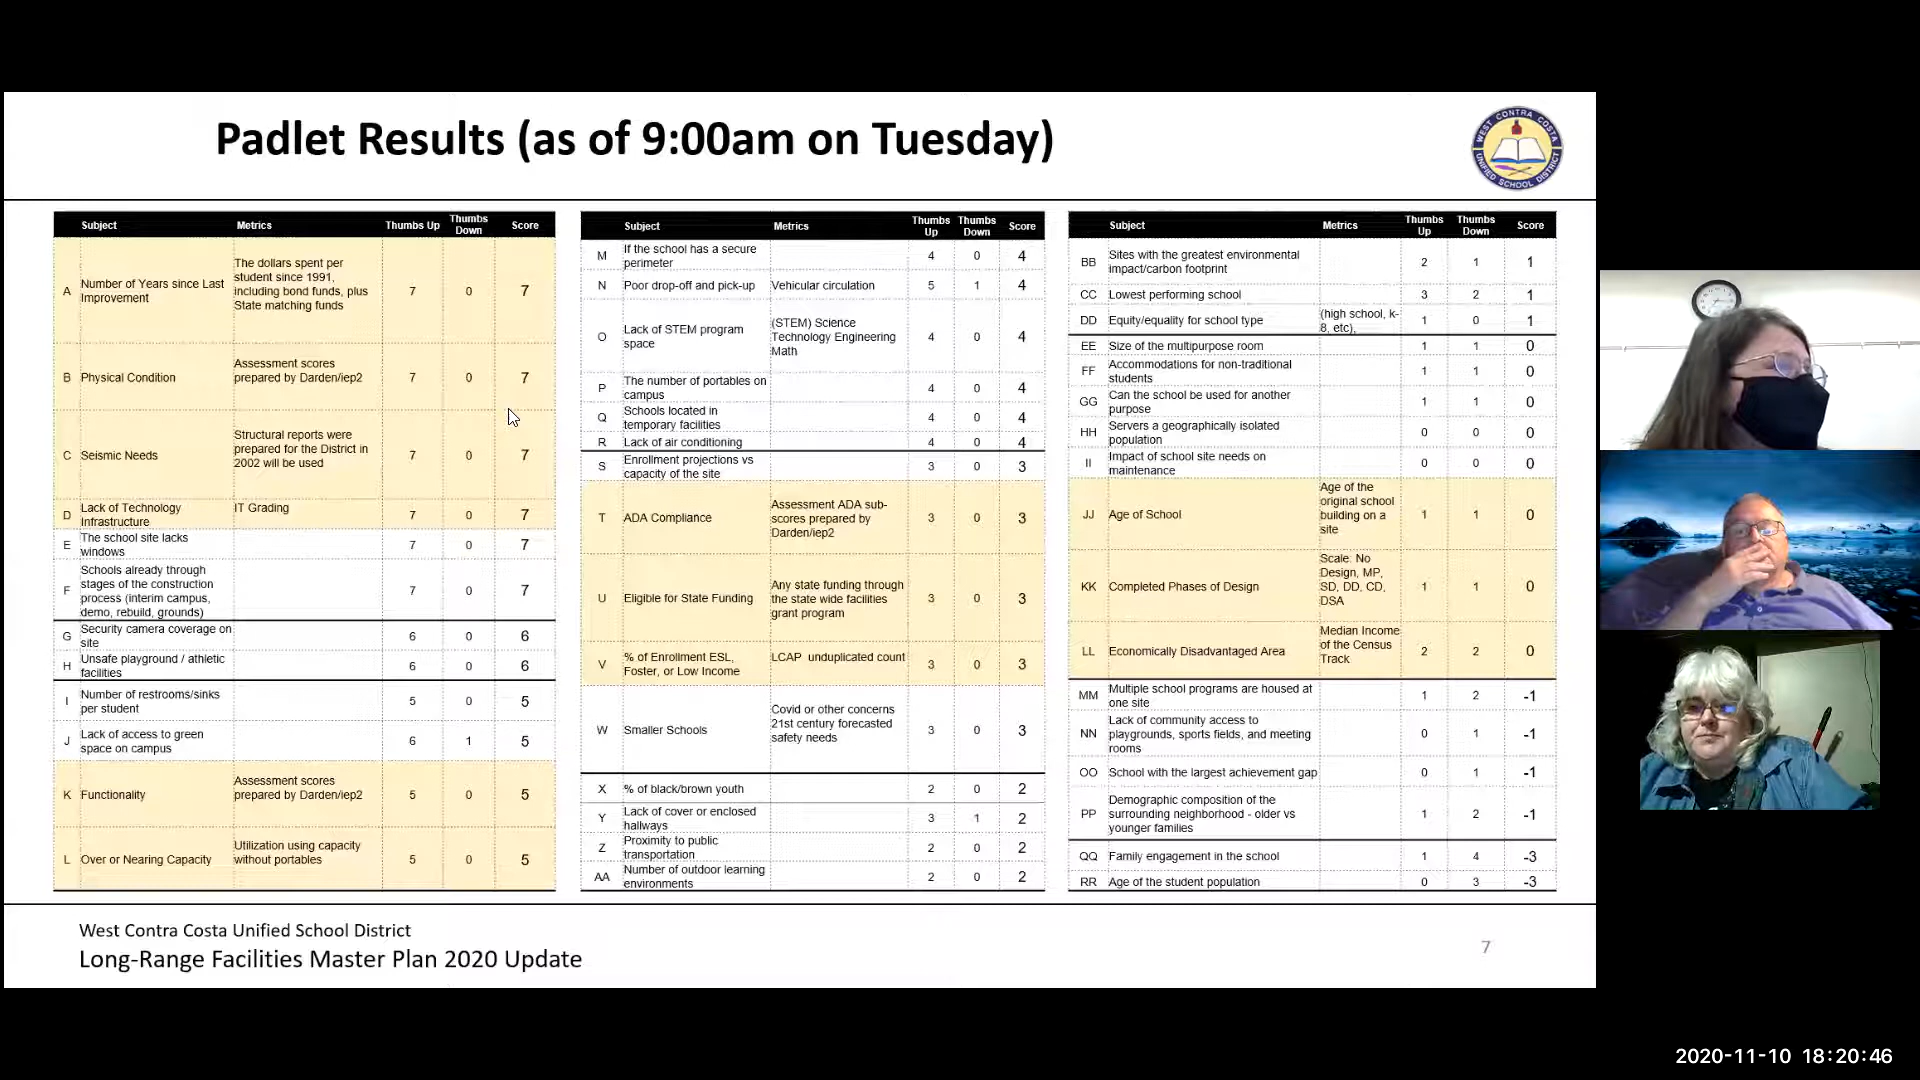 Padlet Results (as of 9:00am on Tuesday)
WEST CONTRA COSTA
UNIFIED SCHOOL DISTRICT
Subject Metrics Thumbs Up Thumbs Down Score
A Number of Years since Last Improvement The dollars spent per student since 1991, including bond funds, plus State matching funds 7 0 7
B Physical Condition Assessment scores prepared by Darden/iep2 7 0 7
C Seismic Needs Structural reports were prepared for the District in 2002 will be used 7 0 7
D Lack of Technology Infrastructure IT Grading 7 0 7
E The school site lacks windows 7 0 7
F Schools already through stages of the construction process (interim campus, demo, rebuild, grounds) 7 0 7
G Security camera coverage on site 6 0 6
H Unsafe playground / athletic facilities 6 0 6
I Number of restrooms/sinks per student 5 0 5
J Lack of access to green space on campus 6 1 5
K Functionality Assessment scores prepared by Darden/iep2 5 0 5
L Over or Nearing Capacity Utilization using capacity without portables 5 0 5
Subject Metrics Thumbs Up Thumbs Down Score
M If the school has a secure perimeter 4 0 4
N Poor drop-off and pick-up Vehicular circulation 5 1 4
O Lack of STEM program space (STEM) Science Technology Engineering Math 4 0 4
P The number of portables on campus 4 0 4
Q Schools located in temporary facilities 4 0 4
R Lack of air conditioning 4 0 4
S Enrollment projections vs capacity of the site 3 0 3
T ADA Compliance Assessment ADA sub-scores prepared by Darden/iep2 3 0 3
U Eligible for State Funding Any state funding through the state wide facilities grant program 3 0 3
V % of Enrollment ESL, Foster, or Low Income LCAP unduplicated count 3 0 3
W Smaller Schools Covid or other concerns 21st century forecasted safety needs 3 0 3
X % of black/brown youth 2 0 2
Y Lack of cover or enclosed hallways 3 1 2
Z Proximity to public transportation 2 0 2
AA Number of outdoor learning environments 2 0 2
Subject Metrics Thumbs Up Thumbs Down Score
BB Sites with the greatest environmental impact/carbon footprint 2 1 1
CC Lowest performing school 3 2 1
DD Equity/equality for school type (high school, k-8, etc), 1 0 1
EE Size of the multipurpose room 1 1 0
FF Accommodations for non-traditional students 1 1 0
GG Can the school be used for another purpose 1 1 0
HH Servers a geographically isolated population 0 0 0
II Impact of school site needs on maintenance 0 0 0
JJ Age of School Age of the original school building on a site 1 1 0
KK Completed Phases of Design Scale: No Design, MP, SD, DD, CD, DSA 1 1 0
LL Economically Disadvantaged Area Median Income of the Census Track 2 2 0
MM Multiple school programs are housed at one site 1 2 -1
NN Lack of community access to playgrounds, sports fields, and meeting rooms 0 1 -1
OO School with the largest achievement gap 0 1 -1
PP Demographic composition of the surrounding neighborhood - older vs younger families 1 2 -1
QQ Family engagement in the school 1 4 -3
RR Age of the student population 0 3 -3
West Contra Costa Unified School District
Long-Range Facilities Master Plan 2020 Update
7
2020-11-10 18:20:46